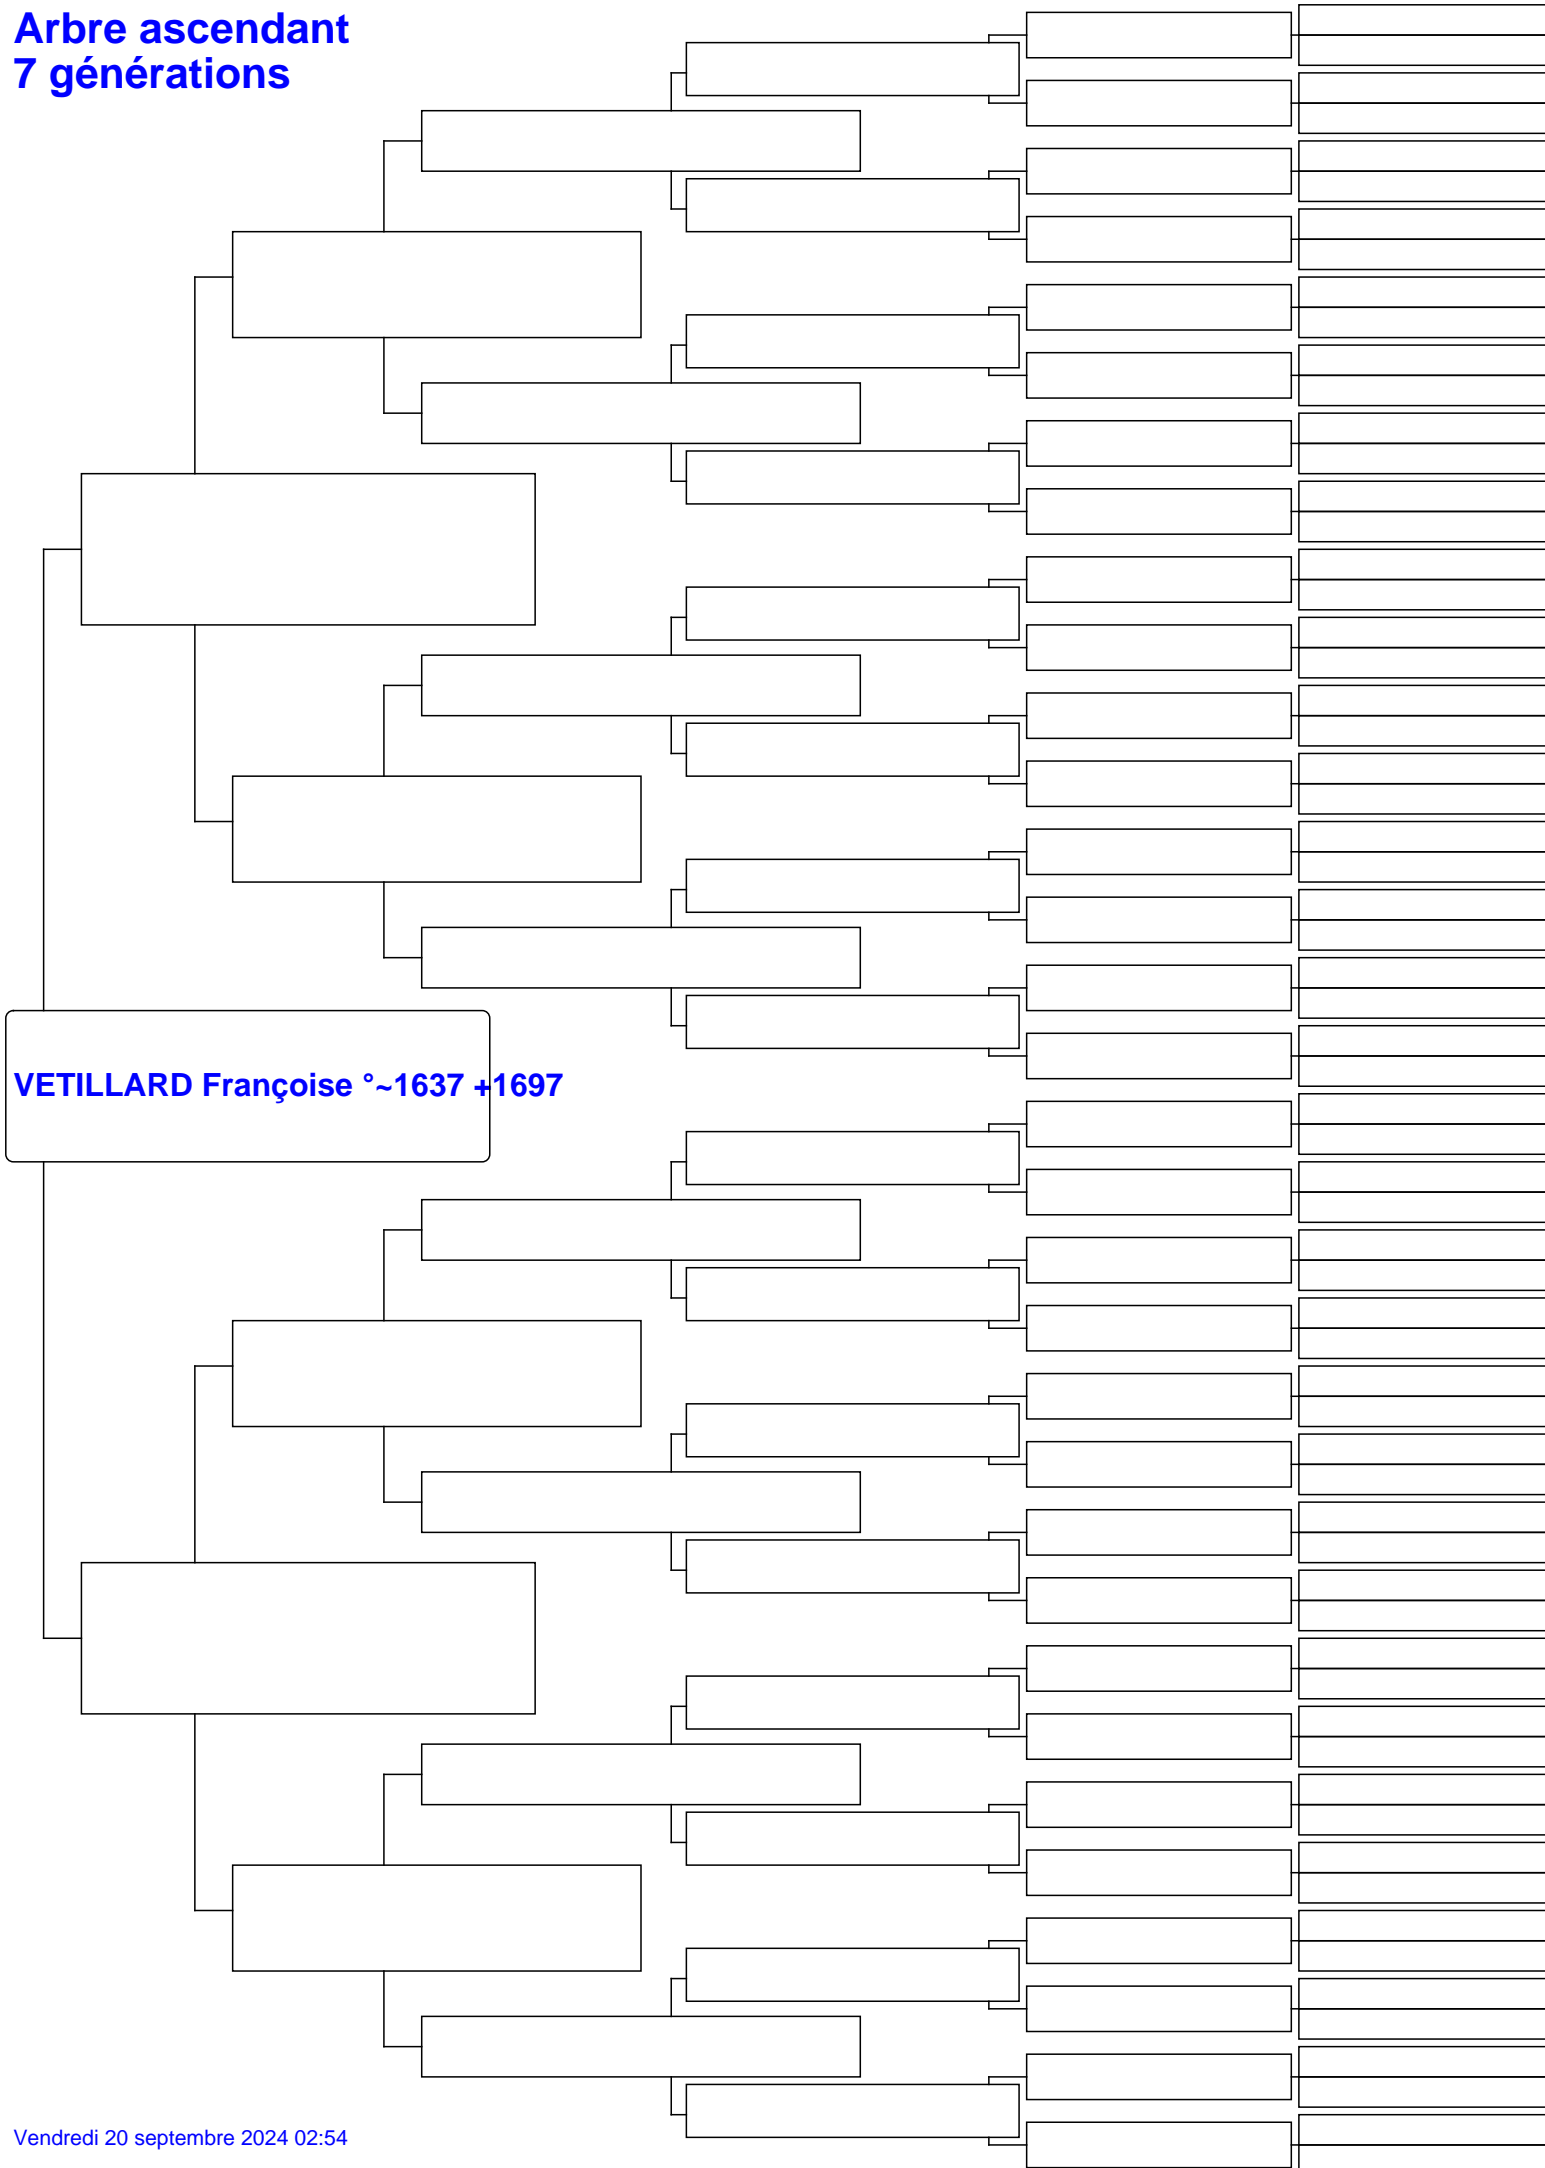 Arbre ascendant
7 générations
VETILLARD Françoise °~1637 +1697
Vendredi 20 septembre 2024 02:54